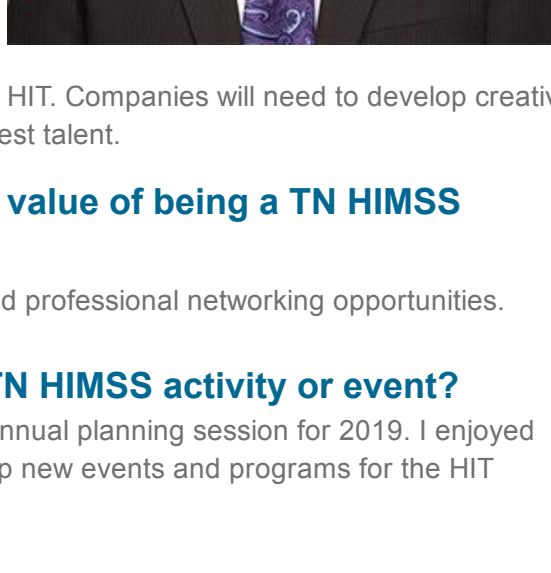 HIT. Companies will need to develop creativ
est talent.
value of being a TN HIMSS
d professional networking opportunities.
TN HIMSS activity or event?
nnual planning session for 2019. I enjoyed
p new events and programs for the HIT